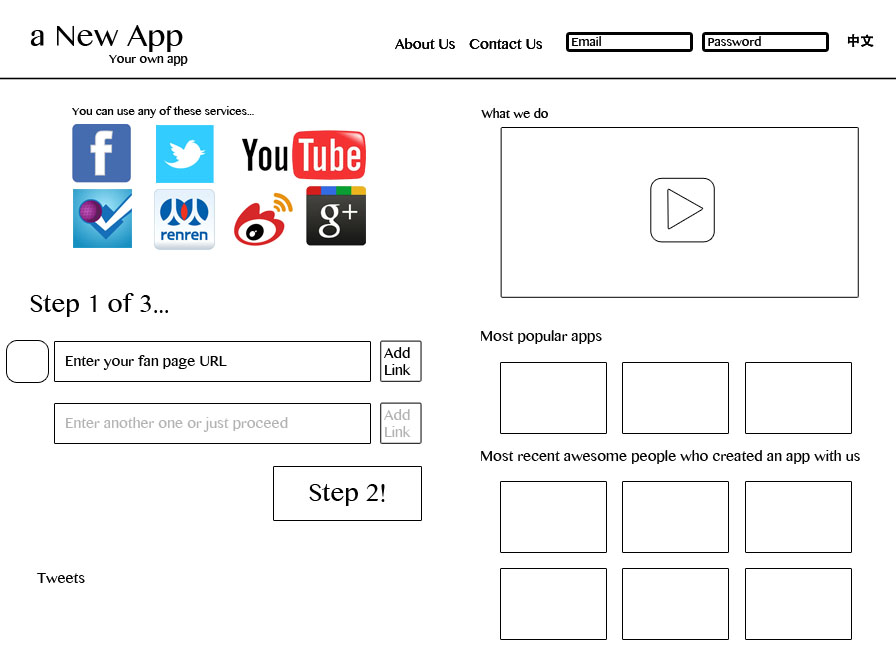 a New App
Your own app
About Us
Contact Us
Email
Password
中文
You can use any of these services...
f
You Tube
renren
g+
Step 1 of 3...
Enter your fan page URL
Add
Link
Enter another one or just proceed
Add
Link
Step 2!
Tweets
What we do
Most popular apps
Most recent awesome people who created an app with us